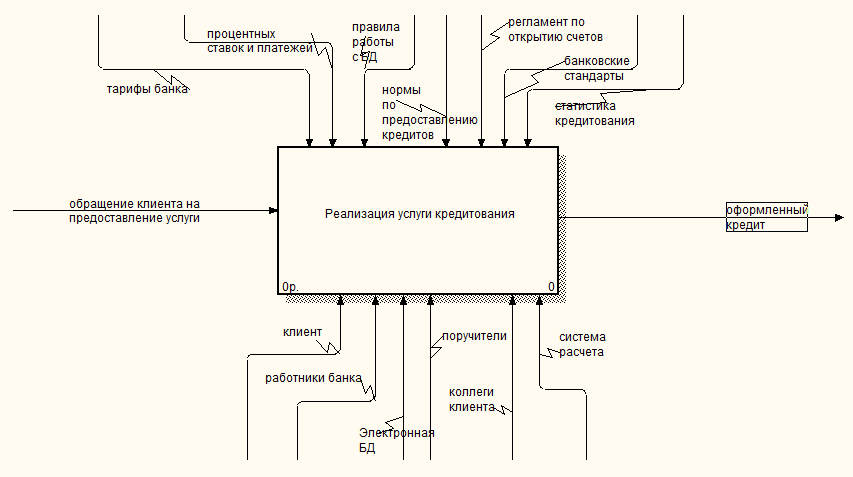 процентных
ставок и платежей
тарифы банка
правила
работы
с БД
нормы
по
предоставлению
кредитов
регламент по
открытию счетов
банковские
стандарты
статистика
кредитования
обращение клиента на
предоставление услуги
Реализация услуги кредитования
0р.
0
оформленный
кредит
клиент
работники банка
Электронная
БД
поручители
коллеги
клиента
система
расчета